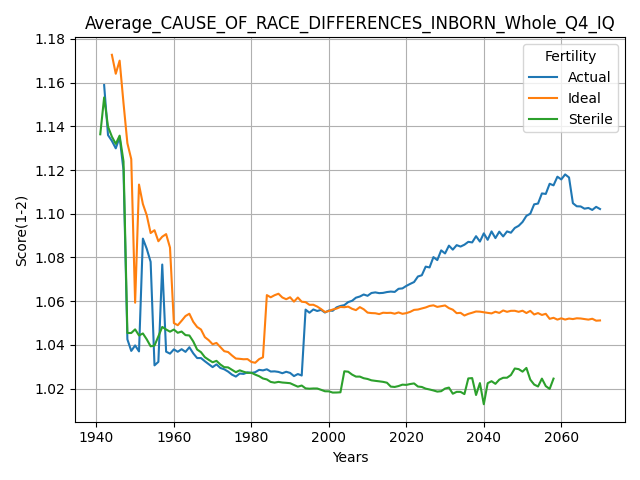 Average_CAUSE_OF_RACE_DIFFERENCES_INBORN_Whole_Q4_IQ
Fertility
Actual
Ideal
Sterile
Score(1-2)
1.18
1.16
1.14
1.12
1.10
1.08
1.06
1.04
1.02
1940
1960
1980
2000
2020
2040
2060
Years